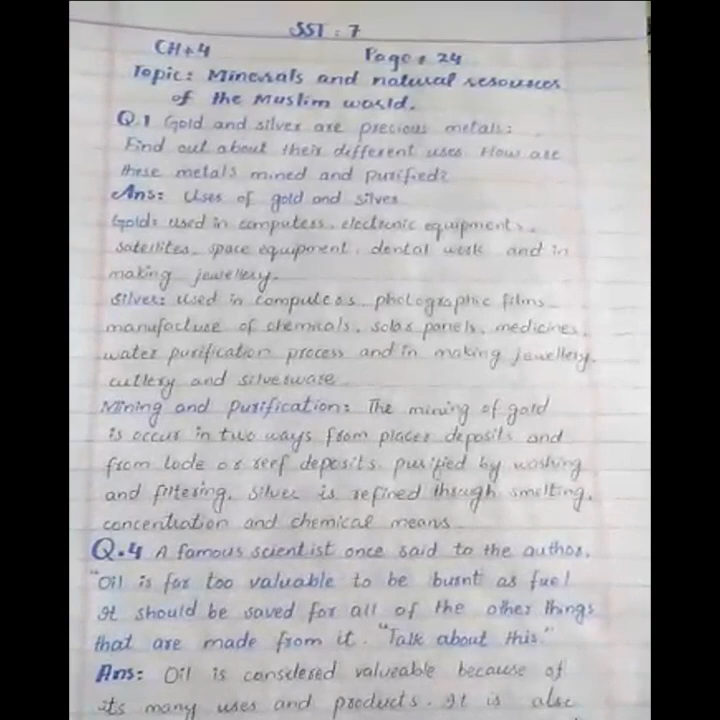 SST : 7
CH # 4 Page # 24
Topic: Minerals and natural resources
of the Muslim world.
Q.1 Gold and silver are precious metals:
Find out about their different uses. How are
these metals mined and purified?
Ans: Uses of gold and silver
Gold: used in computers, electronic equipments,
satellites, space equipment, dental work and in
making jewellery.
Silver: used in computers photographic films
manufacture of chemicals, solar panels, medicines,
water purification process and in making jewellery,
cutlery and silverware
Mining and purification: The mining of gold
is occur in two ways from placer deposits and
from lode or reef deposits. purified by washing
and filtering. Silver is refined through smelting,
concentration and chemical means
Q.4 A famous scientist once said to the author,
"Oil is far too valuable to be burnt as fuel
It should be saved for all of the other things
that are made from it. "Talk about this."
Ans: Oil is considered valueable because of
its many uses and products. It is also